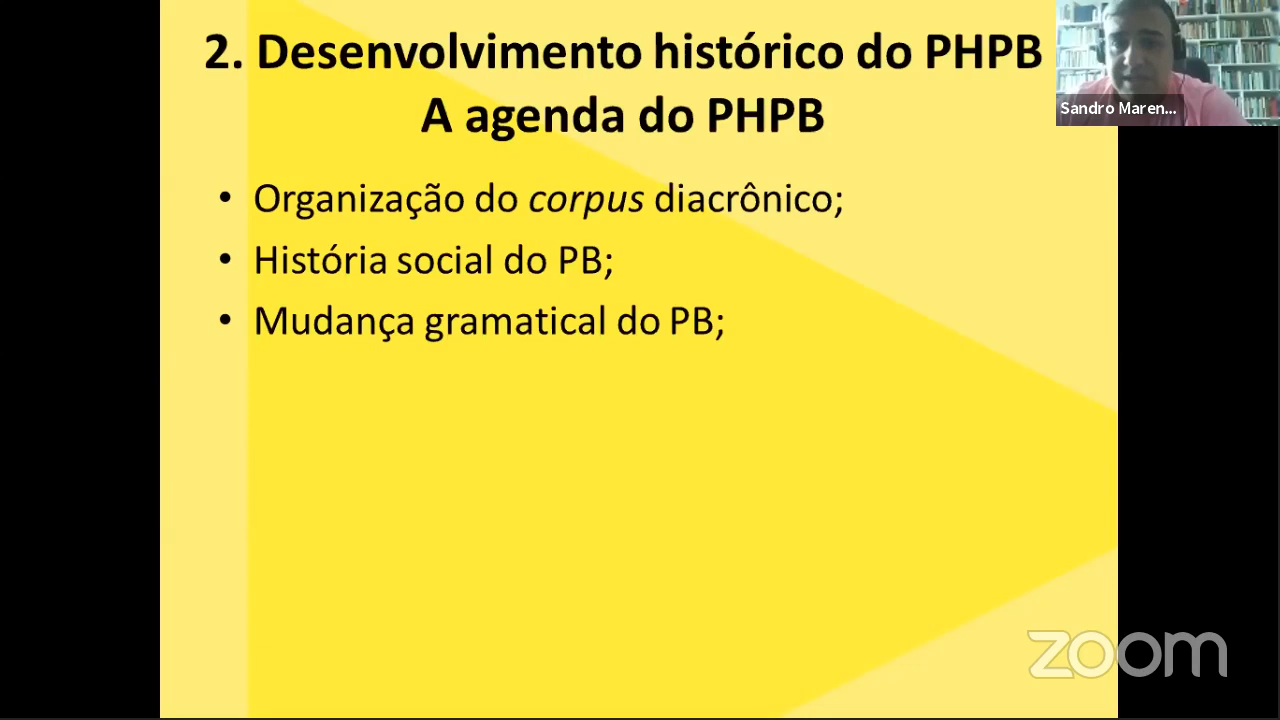 2. Desenvolvimento histórico do PHPB
A agenda do PHPB
Sandro Maren...
• Organização do corpus diacrônico;
• História social do PB;
• Mudança gramatical do PB;
zoom